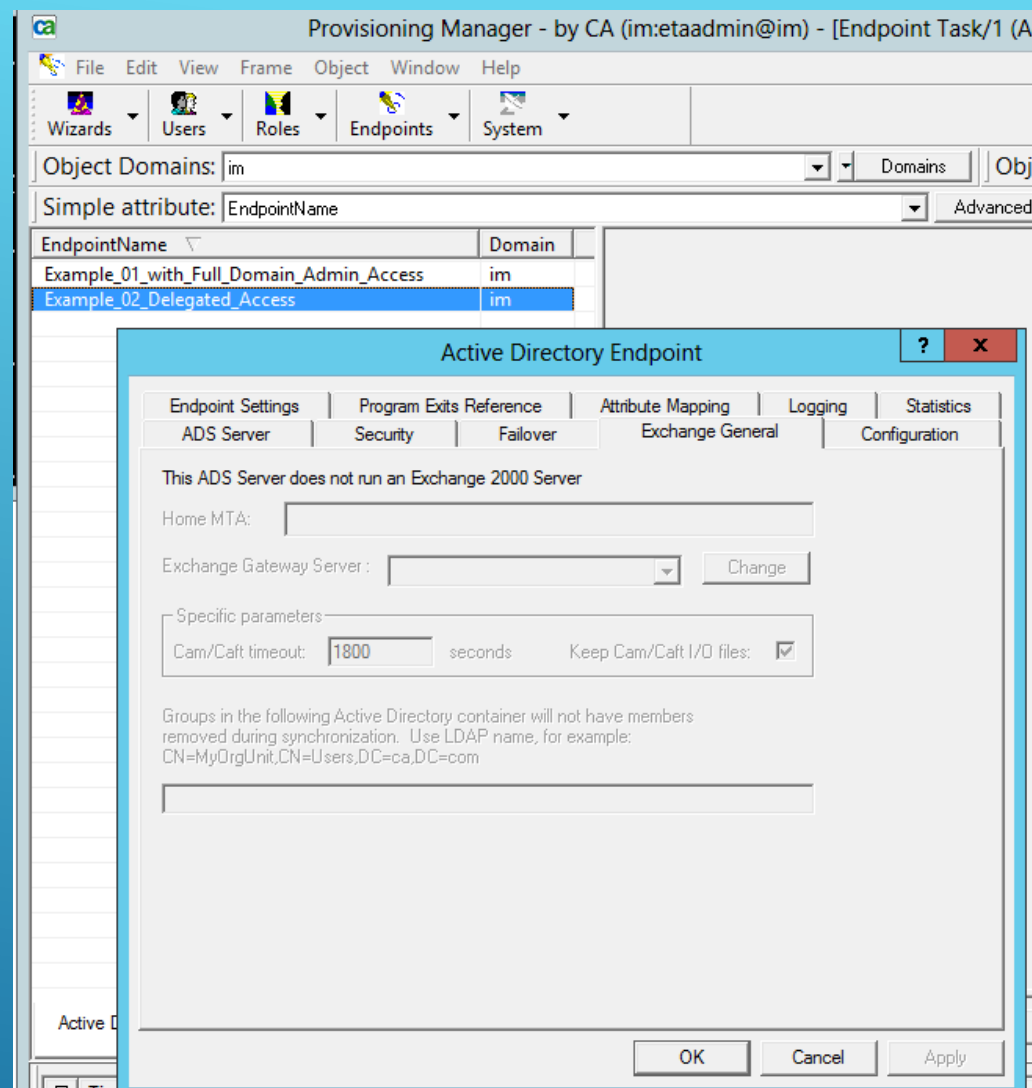 ca Provisioning Manager - by CA (im:etaadmin@im) - [Endpoint Task/1 (A
File Edit View Frame Object Window Help
Wizards Users Roles Endpoints System
Object Domains: im Domains Obj
Simple attribute: EndpointName Advanced
EndpointName Domain
Example_01_with_Full_Domain_Admin_Access im
Example_02_Delegated_Access im
Active Directory Endpoint ? x
Endpoint Settings Program Exits Reference Attribute Mapping Logging Statistics
ADS Server Security Failover Exchange General Configuration
This ADS Server does not run an Exchange 2000 Server
Home MTA:
Exchange Gateway Server : Change
Specific parameters
Cam/Caft timeout: 1800 seconds Keep Cam/Caft I/O files:
Groups in the following Active Directory container will not have members
removed during synchronization. Use LDAP name, for example:
CN=MyOrgUnit,CN=Users,DC=ca,DC=com
Active D
OK Cancel Apply